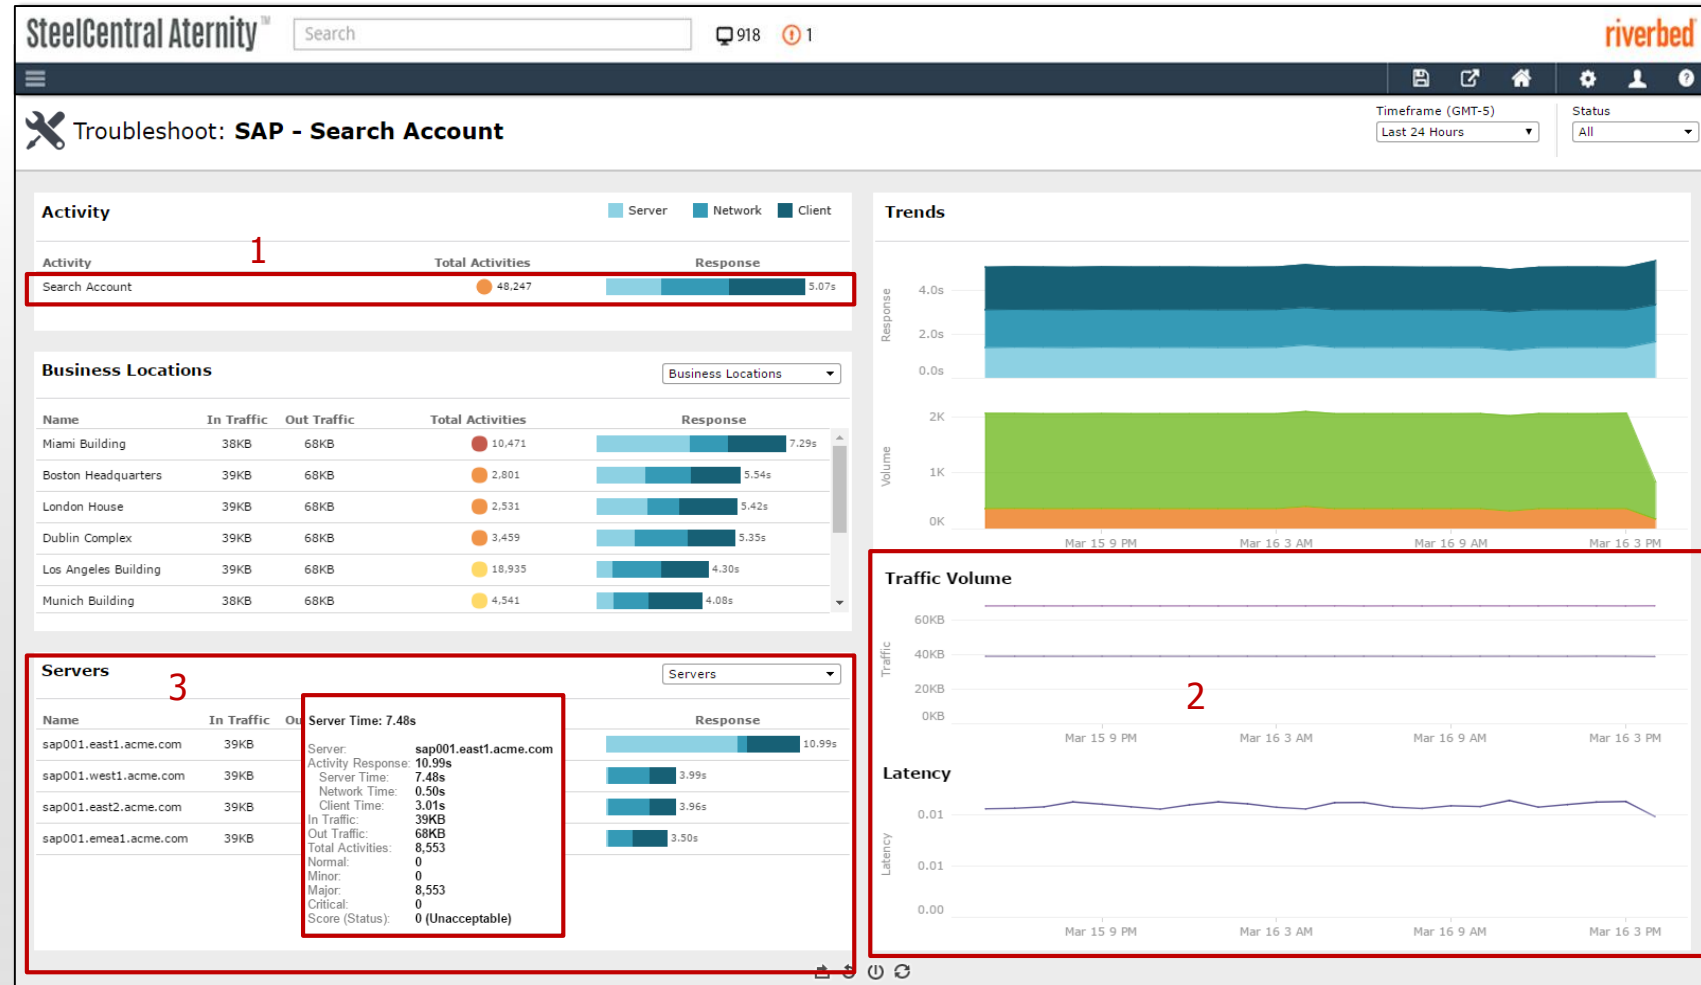 SteelCentral Aternity™
Search
918
1
riverbed
Troubleshoot: SAP - Search Account
Timeframe (GMT-5)
Last 24 Hours
Status
All
Activity
Server
Network
Client
1
Activity
Total Activities
Response
Search Account
48,247
5.07s
Business Locations
Business Locations
Name
In Traffic
Out Traffic
Total Activities
Response
Miami Building
38KB
68KB
10,471
7.29s
Boston Headquarters
39KB
68KB
2,801
5.54s
London House
39KB
68KB
2,531
5.42s
Dublin Complex
39KB
68KB
3,459
5.35s
Los Angeles Building
39KB
68KB
18,935
4.30s
Munich Building
38KB
68KB
4,541
4.08s
Servers
Servers
3
Name
In Traffic
Ou
Response
sap001.east1.acme.com
39KB
10.99s
sap001.west1.acme.com
39KB
3.99s
sap001.east2.acme.com
39KB
3.96s
sap001.emea1.acme.com
39KB
3.50s
Server Time: 7.48s
Server: sap001.east1.acme.com
Activity Response: 10.99s
Server Time: 7.48s
Network Time: 0.50s
Client Time: 3.01s
In Traffic: 39KB
Out Traffic: 68KB
Total Activities: 8,553
Normal: 0
Minor: 0
Major: 8,553
Critical: 0
Score (Status): 0 (Unacceptable)
Trends
Response
4.0s
2.0s
0.0s
Volume
2K
1K
0K
Mar 15 9 PM
Mar 16 3 AM
Mar 16 9 AM
Mar 16 3 PM
Traffic Volume
Traffic
60KB
40KB
20KB
0KB
2
Mar 15 9 PM
Mar 16 3 AM
Mar 16 9 AM
Mar 16 3 PM
Latency
Latency
0.01
0.01
0.00
Mar 15 9 PM
Mar 16 3 AM
Mar 16 9 AM
Mar 16 3 PM